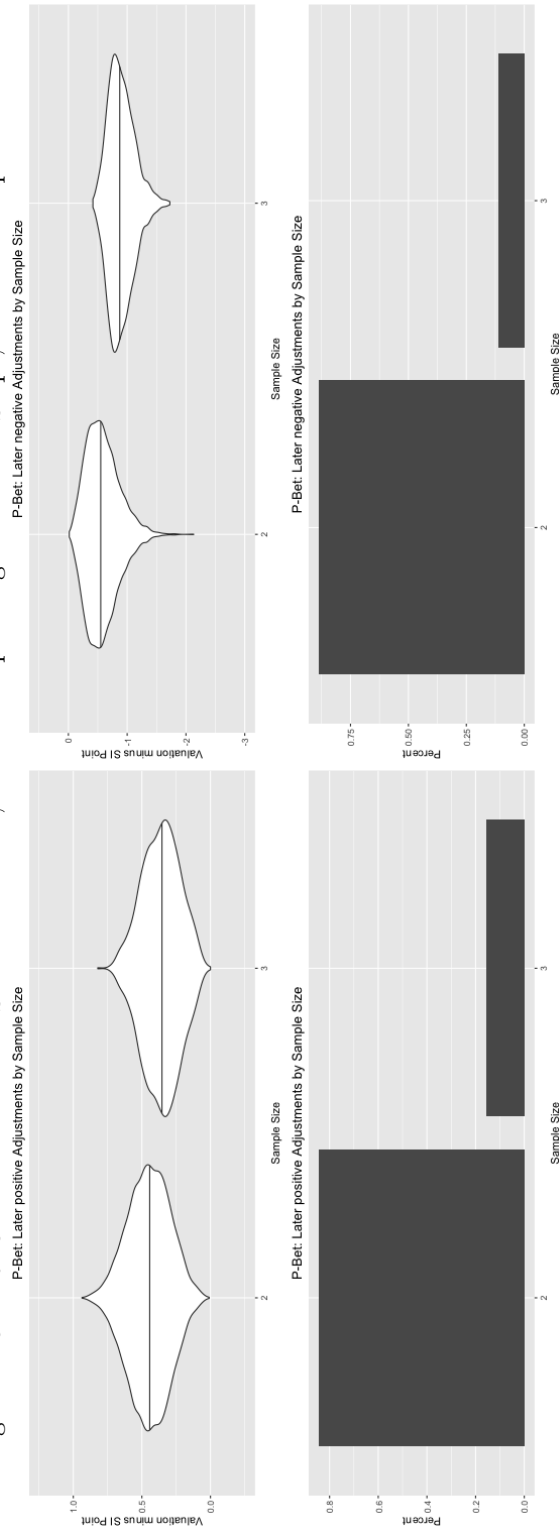 P-Bet: Later positive Adjustments by Sample Size
Valuation minus SI Point
1.0
0.5
0.0
2
3
Sample Size
P-Bet: Later negative Adjustments by Sample Size
Valuation minus SI Point
0
-1
-2
-3
2
3
Sample Size
P-Bet: Later positive Adjustments by Sample Size
Percent
0.8
0.6
0.4
0.2
0.0
2
3
Sample Size
P-Bet: Later negative Adjustments by Sample Size
Percent
0.75
0.50
0.25
0.00
2
3
Sample Size